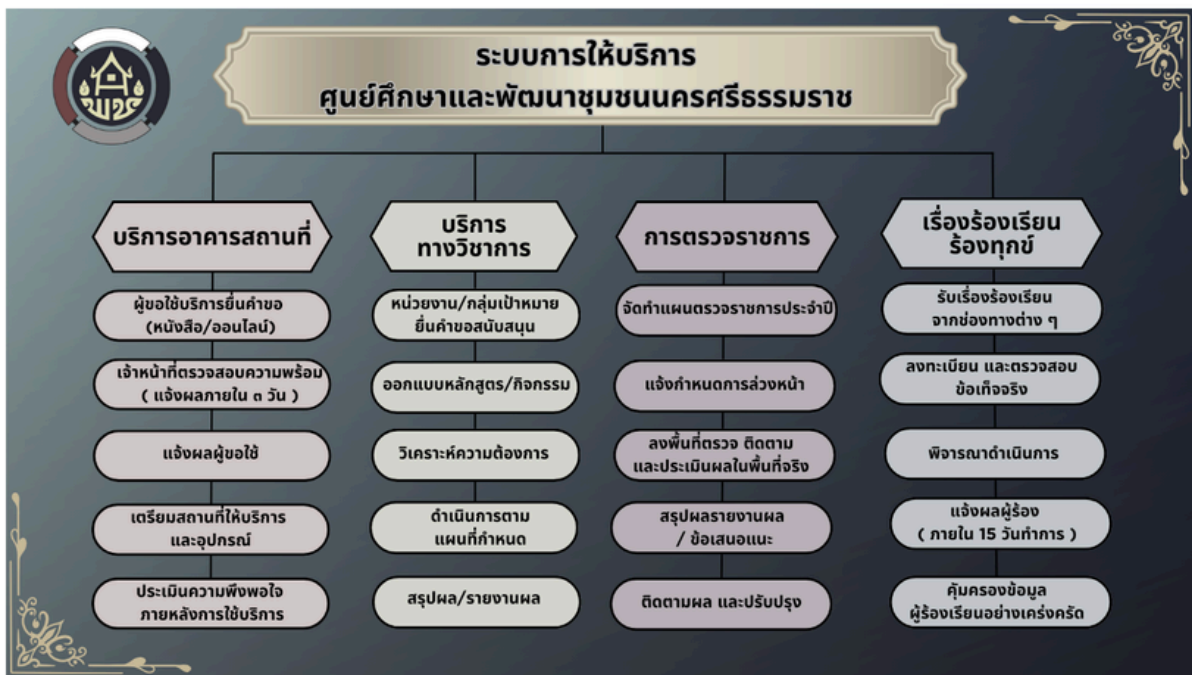 ระบบการให้บริการ
ศูนย์ศึกษาและพัฒนาชุมชนนครศรีธรรมราช
พช
บริการอาคารสถานที่
ผู้ขอใช้บริการยื่นคำขอ
(หนังสือ/ออนไลน์)
เจ้าหน้าที่ตรวจสอบความพร้อม
( แจ้งผลภายใน ๓ วัน )
แจ้งผลผู้ขอใช้
เตรียมสถานที่ให้บริการ
และอุปกรณ์
ประเมินความพึงพอใจ
ภายหลังการใช้บริการ
บริการ
ทางวิชาการ
หน่วยงาน/กลุ่มเป้าหมาย
ยื่นคำขอสนับสนุน
ออกแบบหลักสูตร/กิจกรรม
วิเคราะห์ความต้องการ
ดำเนินการตาม
แผนที่กำหนด
สรุปผล/รายงานผล
การตรวจราชการ
จัดทำแผนตรวจราชการประจำปี
แจ้งกำหนดการล่วงหน้า
ลงพื้นที่ตรวจ ติดตาม
และประเมินผลในพื้นที่จริง
สรุปผลรายงานผล
/ ข้อเสนอแนะ
ติดตามผล และปรับปรุง
เรื่องร้องเรียน
ร้องทุกข์
รับเรื่องร้องเรียน
จากช่องทางต่าง ๆ
ลงทะเบียน และตรวจสอบ
ข้อเท็จจริง
พิจารณาดำเนินการ
แจ้งผลผู้ร้อง
( ภายใน 15 วันทำการ )
คุ้มครองข้อมูล
ผู้ร้องเรียนอย่างเคร่งครัด